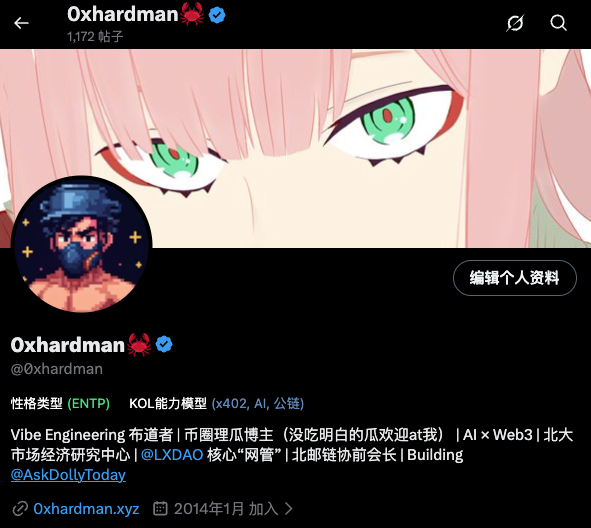 0xhardman🦀
1,172 帖子
编辑个人资料
0xhardman🦀
@0xhardman
性格类型 (ENTP) KOL能力模型 (x402, AI, 公链)
Vibe Engineering 布道者 | 币圈理瓜博主（没吃明白的瓜欢迎at我） | AI × Web3 | 北大
市场经济研究中心 | @LXDAO 核心“网管” | 北邮链协前会长 | Building
@AskDollyToday
0xhardman.xyz 2014年1月 加入